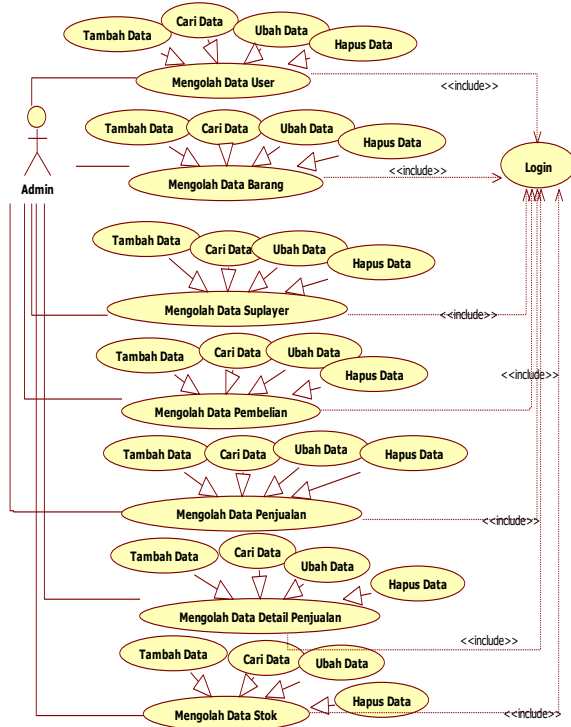 Cari Data
Tambah Data
Ubah Data
Hapus Data
Mengolah Data User
<<include>>
Tambah Data
Cari Data
Ubah Data
Hapus Data
Mengolah Data Barang
<<include>>
Login
Admin
Tambah Data
Cari Data
Ubah Data
Hapus Data
Mengolah Data Suplayer
<<include>>
Tambah Data
Cari Data
Ubah Data
Hapus Data
<<include>>
Mengolah Data Pembelian
Tambah Data
Cari Data
Ubah Data
Hapus Data
Mengolah Data Penjualan
<<include>>
Tambah Data
Cari Data
Ubah Data
Hapus Data
Mengolah Data Detail Penjualan
<<include>>
Tambah Data
Cari Data
Ubah Data
Hapus Data
Mengolah Data Stok
<<include>>